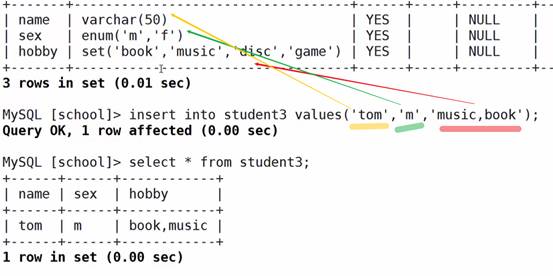 +-------+------------------------------------+------+-----+---------+
| name | varchar(50) | YES | | NULL
| sex | enum('m','f') | YES | | NULL
| hobby | set('book','music','disc','game') | YES | | NULL
+-------+------------------------------------+------+-----+---------+
3 rows in set (0.01 sec)
MySQL [school]> insert into student3 values('tom','m','music,book');
Query OK, 1 row affected (0.00 sec)
MySQL [school]> select * from student3;
+------+------+------------+
| name | sex | hobby |
+------+------+------------+
| tom | m | book,music |
+------+------+------------+
1 row in set (0.00 sec)